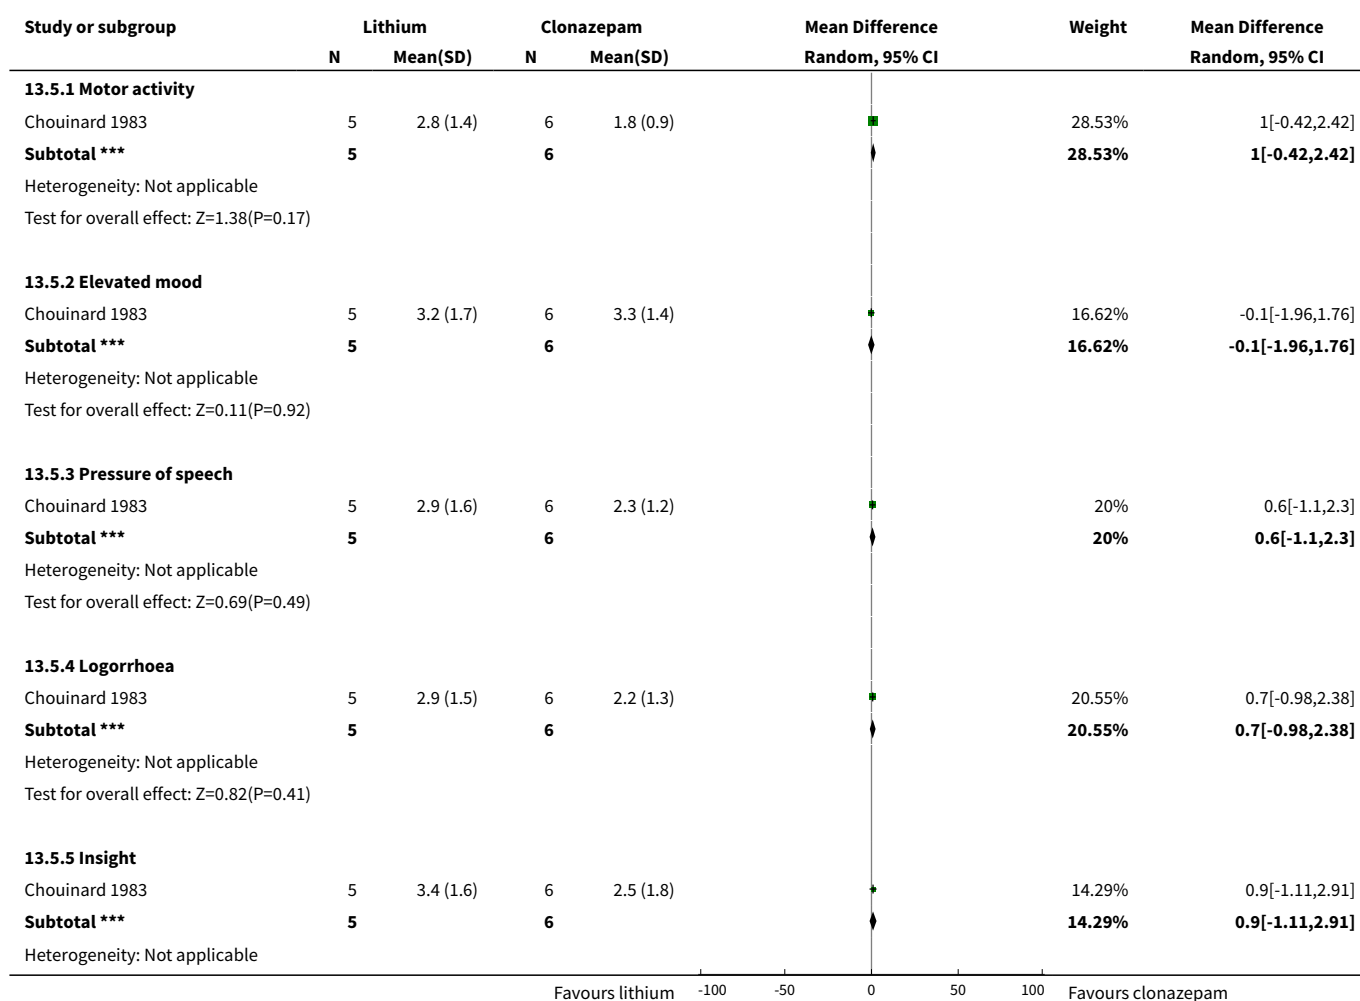 Study or subgroup Lithium Clonazepam Mean Difference Weight Mean Difference
N Mean(SD) N Mean(SD) Random, 95% CI Random, 95% CI
13.5.1 Motor activity
Chouinard 1983 5 2.8 (1.4) 6 1.8 (0.9) 28.53% 1[-0.42,2.42]
Subtotal *** 5 6 28.53% 1[-0.42,2.42]
Heterogeneity: Not applicable
Test for overall effect: Z=1.38(P=0.17)
13.5.2 Elevated mood
Chouinard 1983 5 3.2 (1.7) 6 3.3 (1.4) 16.62% -0.1[-1.96,1.76]
Subtotal *** 5 6 16.62% -0.1[-1.96,1.76]
Heterogeneity: Not applicable
Test for overall effect: Z=0.11(P=0.92)
13.5.3 Pressure of speech
Chouinard 1983 5 2.9 (1.6) 6 2.3 (1.2) 20% 0.6[-1.1,2.3]
Subtotal *** 5 6 20% 0.6[-1.1,2.3]
Heterogeneity: Not applicable
Test for overall effect: Z=0.69(P=0.49)
13.5.4 Logorrhoea
Chouinard 1983 5 2.9 (1.5) 6 2.2 (1.3) 20.55% 0.7[-0.98,2.38]
Subtotal *** 5 6 20.55% 0.7[-0.98,2.38]
Heterogeneity: Not applicable
Test for overall effect: Z=0.82(P=0.41)
13.5.5 Insight
Chouinard 1983 5 3.4 (1.6) 6 2.5 (1.8) 14.29% 0.9[-1.11,2.91]
Subtotal *** 5 6 14.29% 0.9[-1.11,2.91]
Heterogeneity: Not applicable
Favours lithium -100 -50 0 50 100 Favours clonazepam